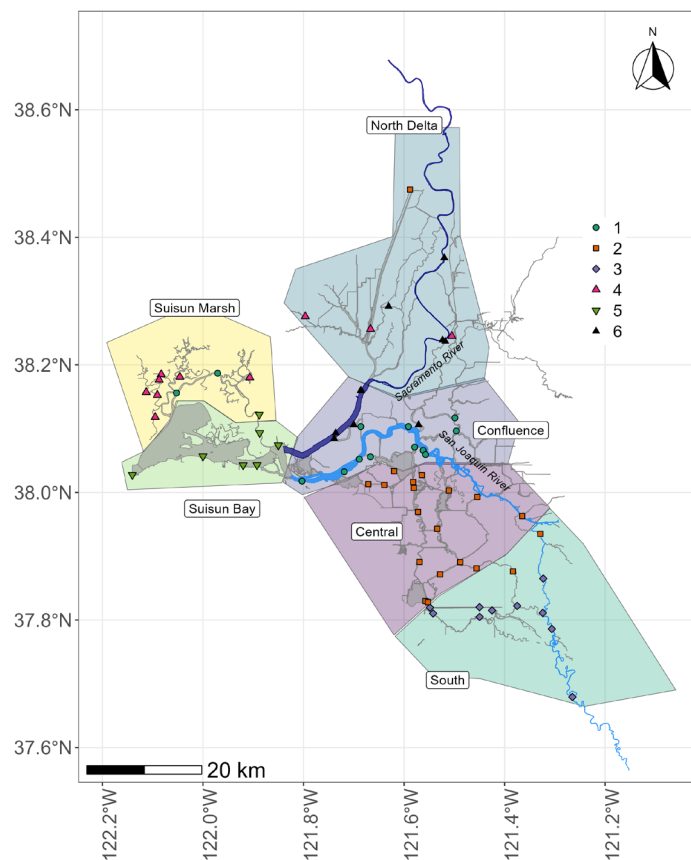 N
38.6°N
North Delta
38.4°N
1
2
3
4
5
6
Suisun Marsh
38.2°N
Sacramento River
Confluence
San Joaquin River
38.0°N
Suisun Bay
Central
37.8°N
South
37.6°N
20 km
122.2°W
122.0°W
121.8°W
121.6°W
121.4°W
121.2°W